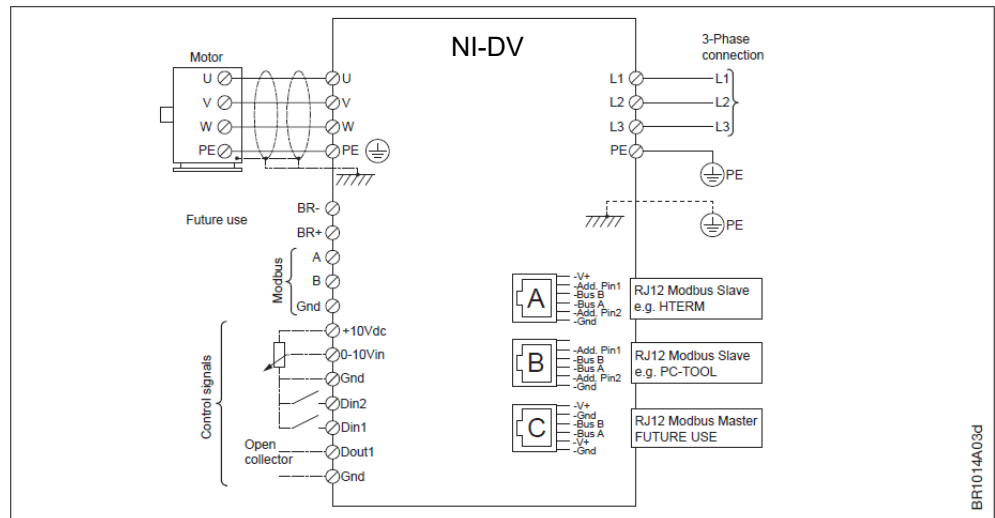 NI-DV
Motor
U
V
W
PE
U
V
W
PE
3-Phase
connection
L1
L2
L3
PE
L1
L2
L3
PE
PE
Future use
BR-
BR+
Modbus
A
B
Gnd
Control signals
+10Vdc
0-10Vin
Gnd
Din2
Din1
Open
collector
Dout1
Gnd
A
-V+
-Add. Pin1
-Bus B
-Bus A
-Add. Pin2
-Gnd
RJ12 Modbus Slave
e.g. HTERM
B
-Add. Pin1
-Bus B
-Bus A
-Add. Pin2
-Gnd
RJ12 Modbus Slave
e.g. PC-TOOL
C
-V+
-Gnd
-Bus B
-Bus A
-V+
-Gnd
RJ12 Modbus Master
FUTURE USE
BR1014A03d